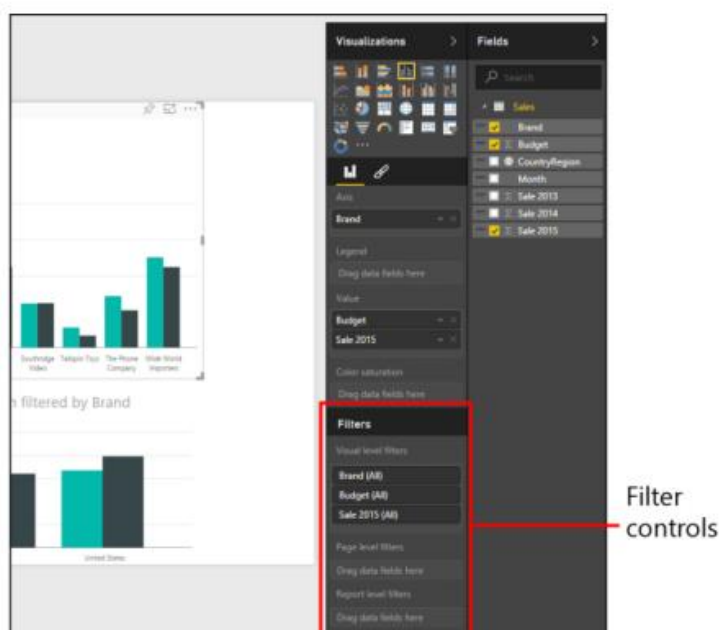 Visualizations
Fields
Search
Sales
Brand
Budget
CountryRegion
Month
Sale 2013
Sale 2014
Sale 2015
Axis
Brand
Legend
Drag data fields here
Value
Budget
Sale 2015
Color saturation
Drag data fields here
Filters
Visual level filters
Brand (All)
Budget (All)
Sale 2015 (All)
Page level filters
Drag data fields here
Report level filters
Drag data fields here
Southridge Video
Tailspin Toys
The Phone Company
Wide World Importers
filtered by Brand
United States
Filter
controls